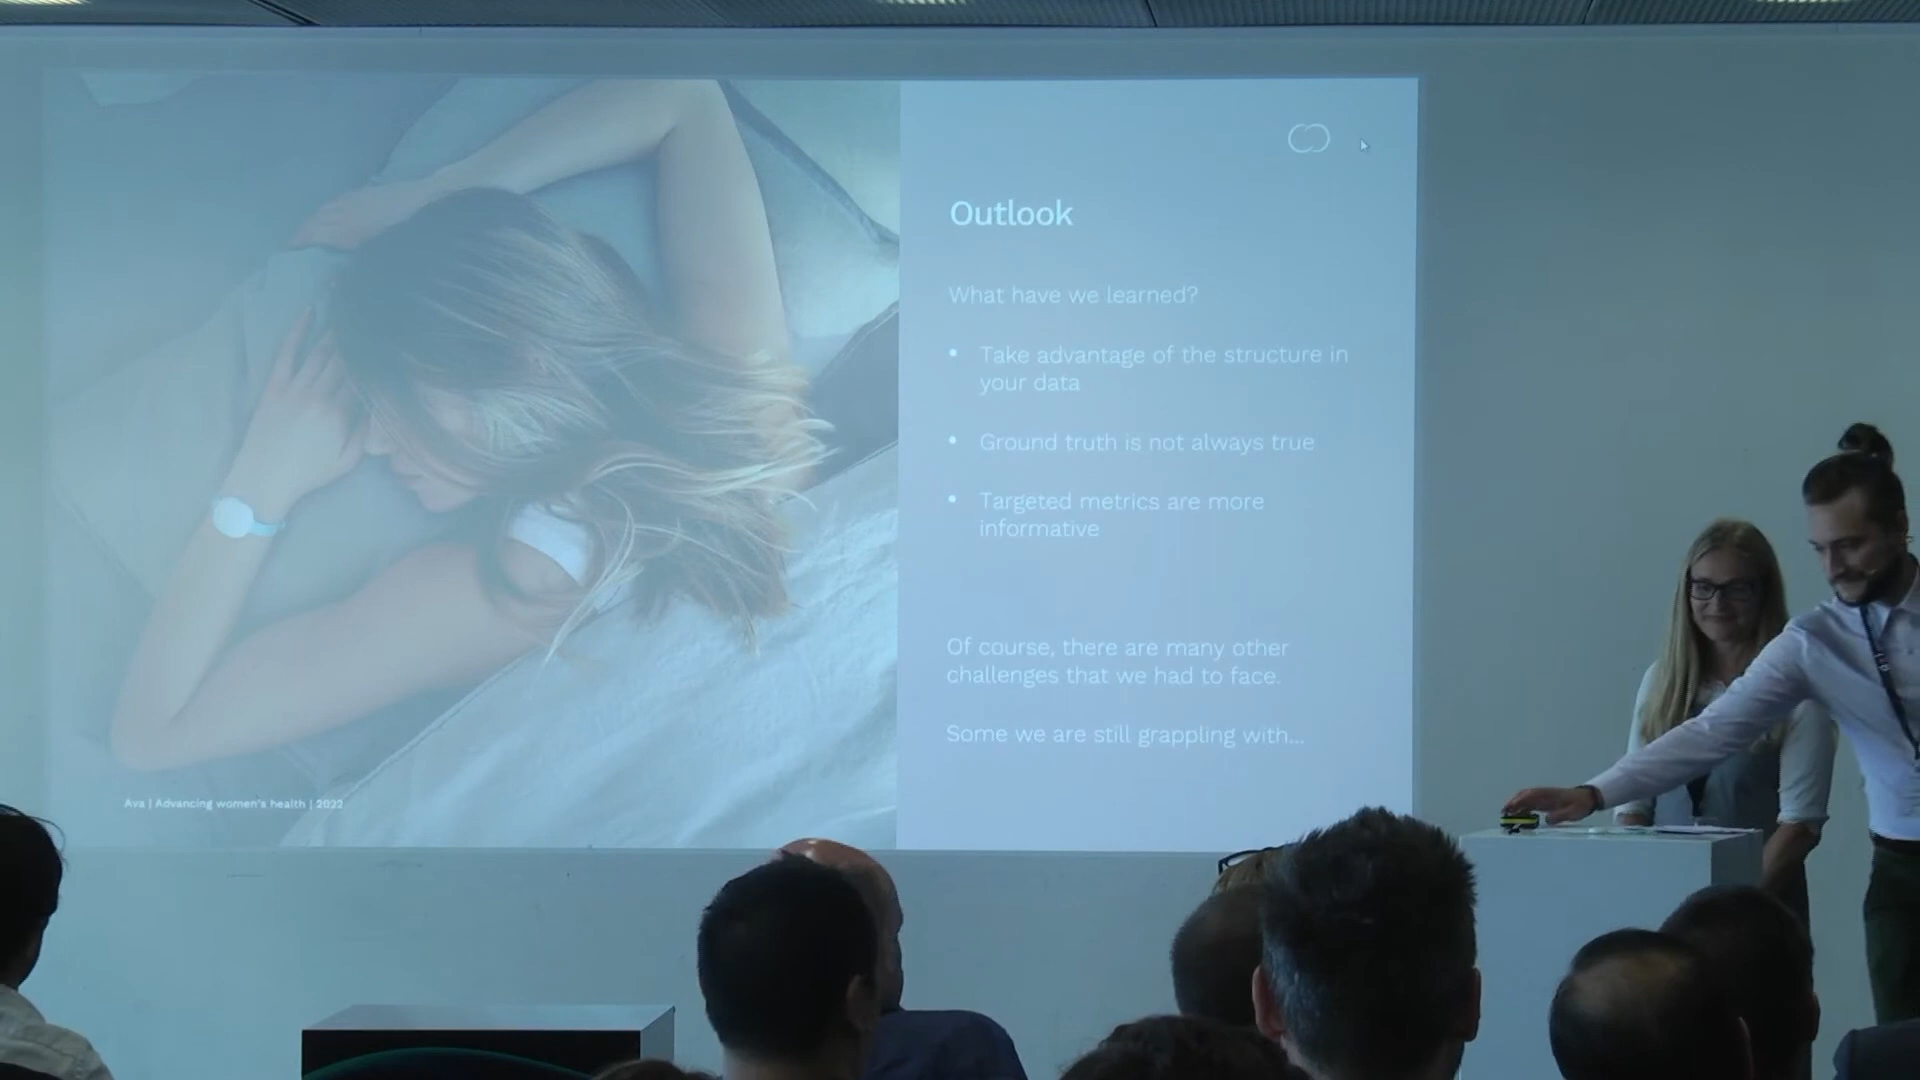 Outlook
What have we learned?
• Take advantage of the structure in
your data
• Ground truth is not always true
• Targeted metrics are more
informative
Of course, there are many other
challenges that we had to face.
Some we are still grappling with...
Ava | Advancing women's health | 2022